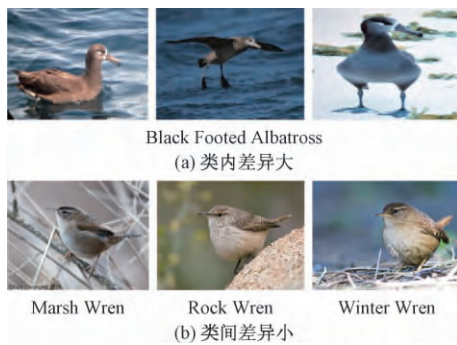 Black Footed Albatross
(a) 类内差异大
Marsh Wren
Rock Wren
Winter Wren
(b) 类间差异小